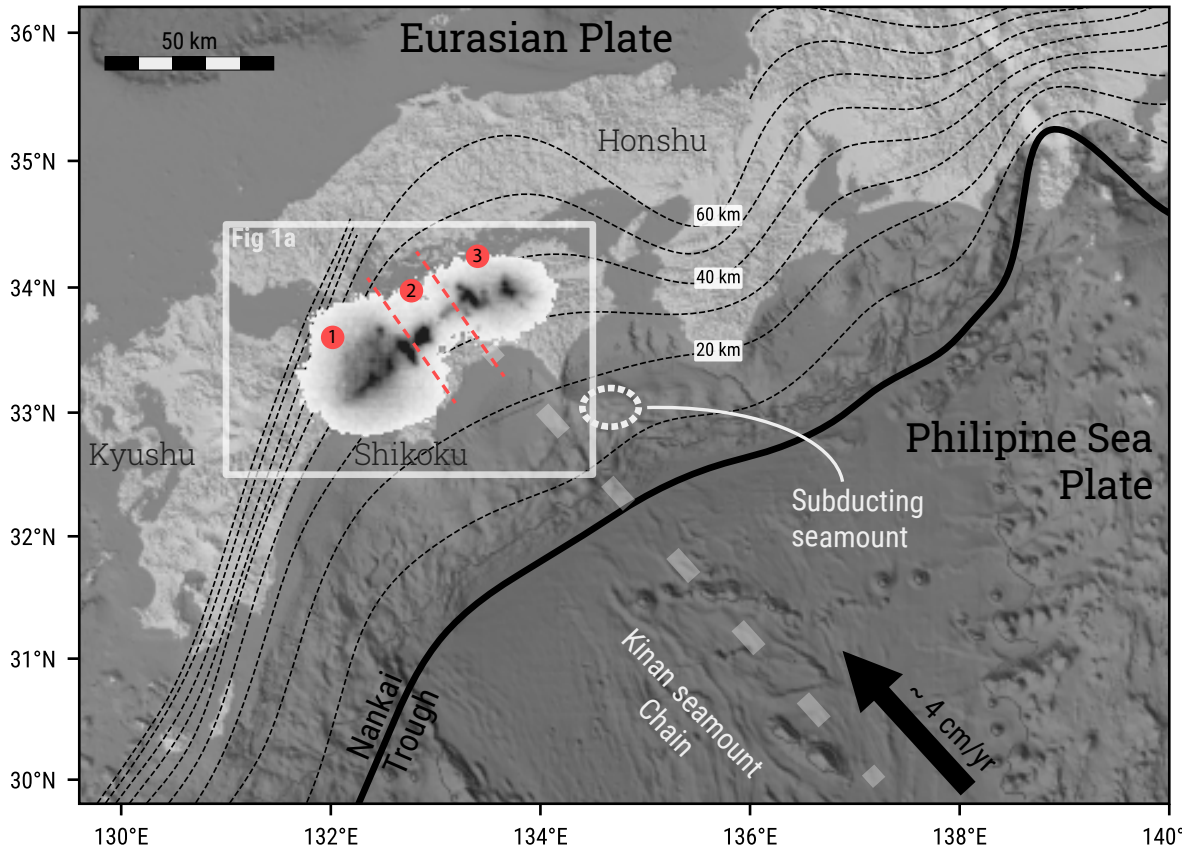 36°N
35°N
34°N
33°N
32°N
31°N
30°N
50 km
Eurasian Plate
Honshu
60 km
40 km
20 km
Fig 1a
1
2
3
Kyushu
Shikoku
Philipine Sea
Plate
Subducting
seamount
Kinan seamount
Chain
Nankai
Trough
~ 4 cm/yr
130°E
132°E
134°E
136°E
138°E
140°